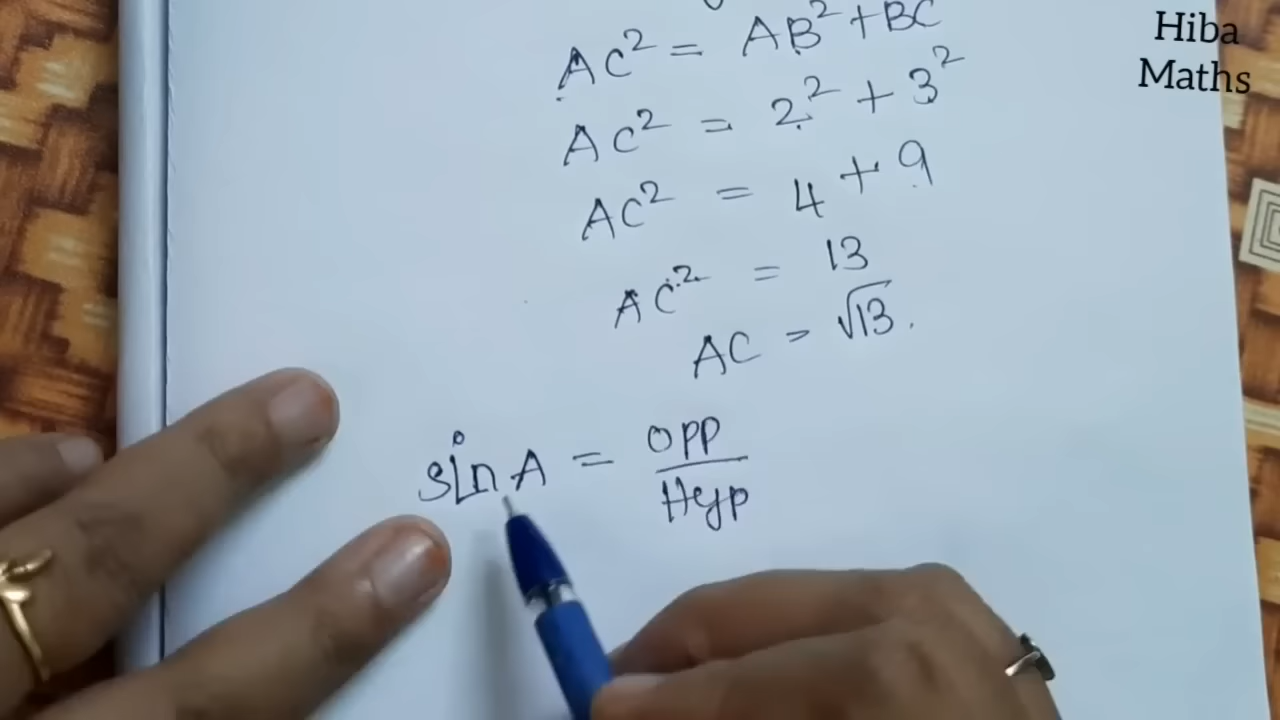 AC² = AB² + BC
AC² = 2² + 3²
AC² = 4 + 9
AC² = 13
AC = √13.
sin A = opp
Hyp
Hiba
Maths